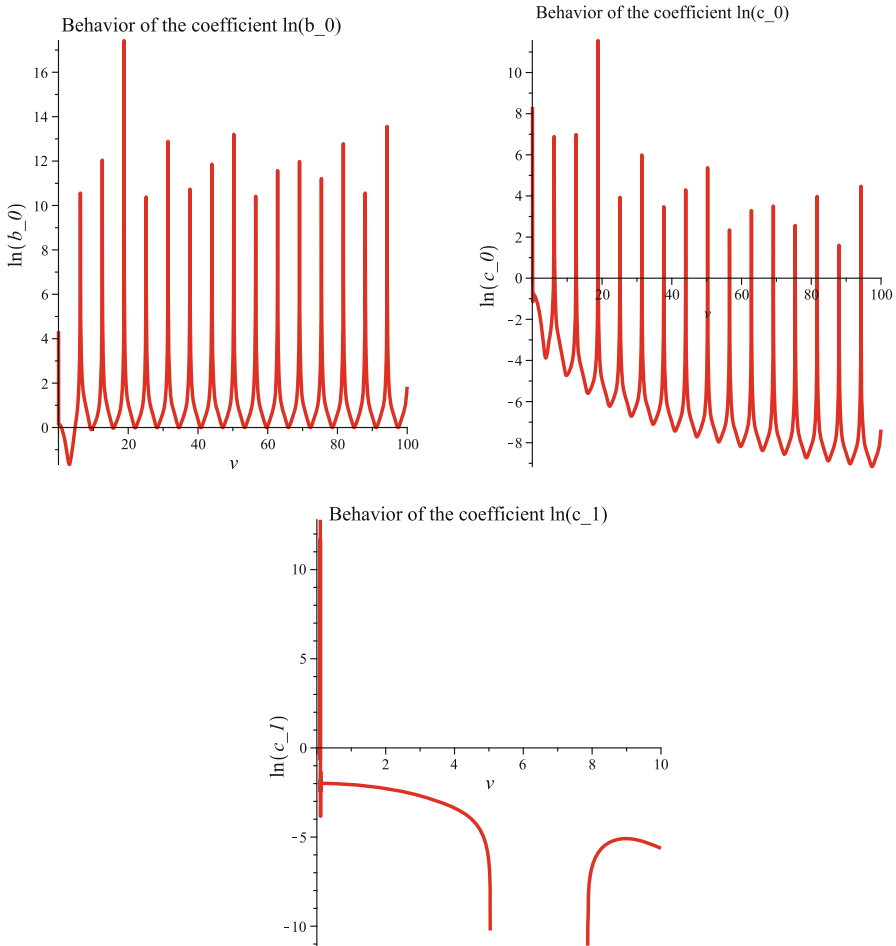 Behavior of the coefficient ln(b_0)
16
14
12
10
8
6
4
2
0
ln(b_0)
20 40 60 80 100
v
Behavior of the coefficient ln(c_0)
10
8
6
4
2
0
−2
−4
−6
−8
ln(c_0)
20 40 60 80 100
v
Behavior of the coefficient ln(c_1)
10
5
0
−5
−10
ln(c_1)
2 4 6 8 10
v